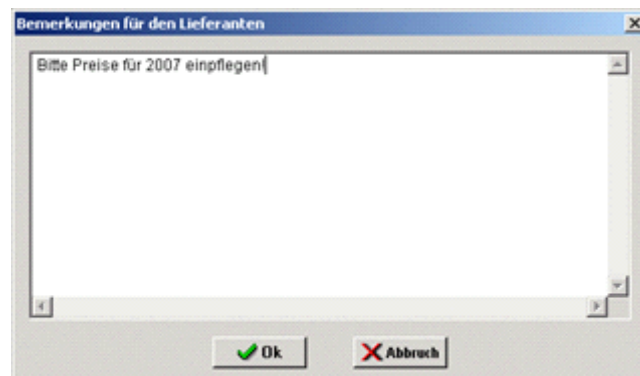 Bemerkungen für den Lieferanten
Bitte Preise für 2007 einpflegen!
Ok
Abbruch